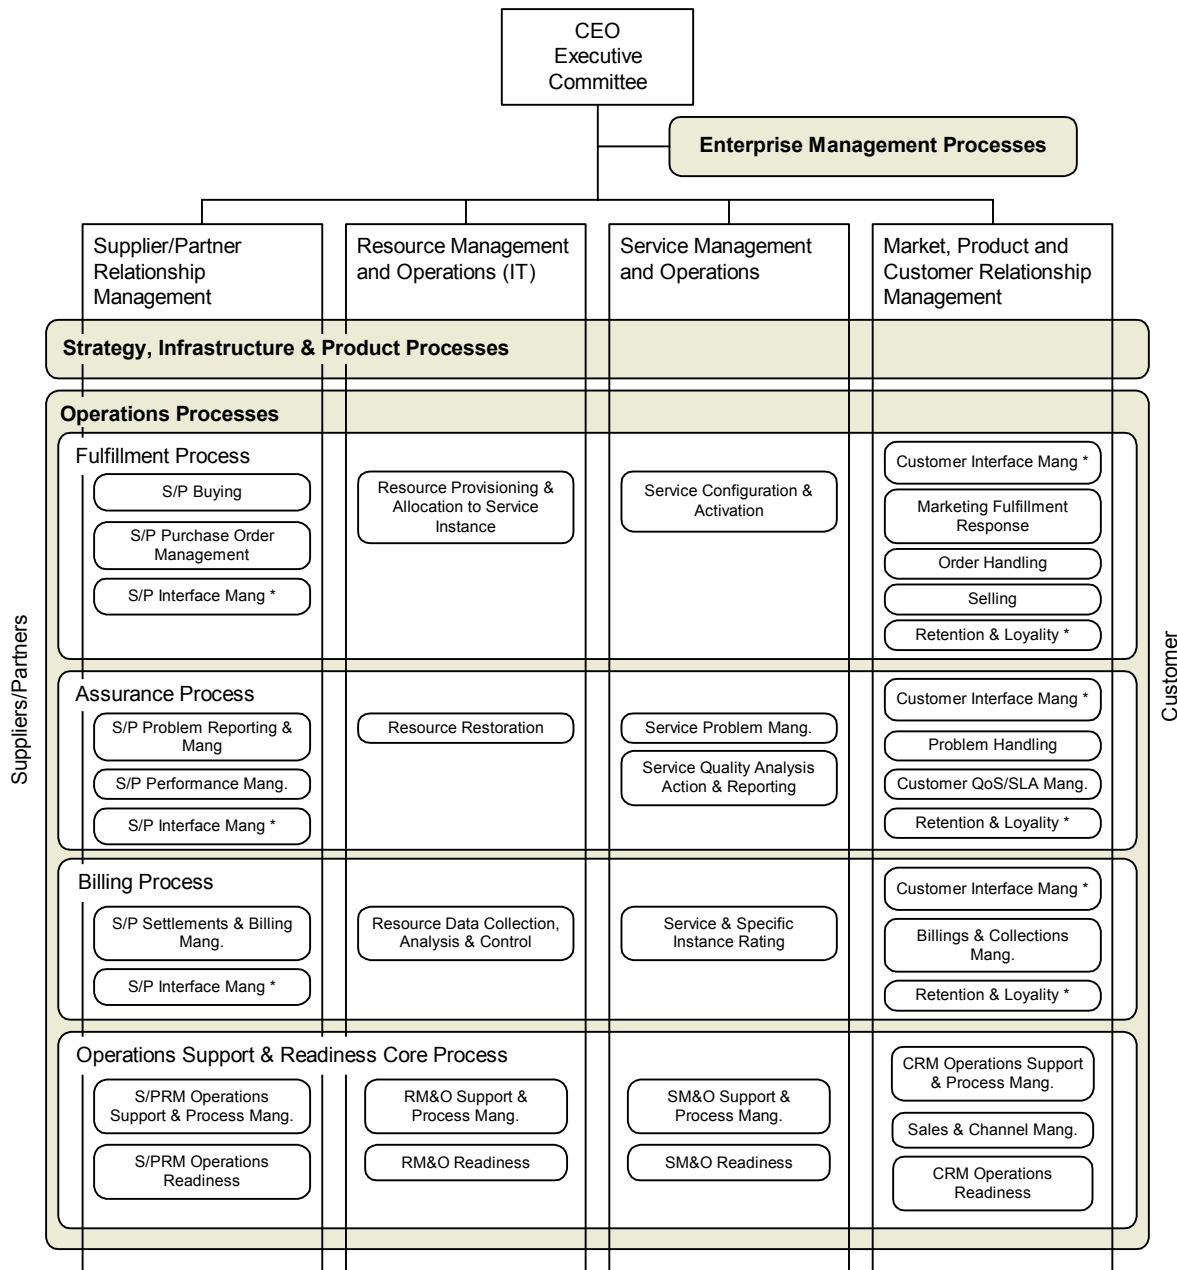 CEO
Executive
Committee
Enterprise Management Processes
Supplier/Partner
Relationship
Management
Resource Management
and Operations (IT)
Service Management
and Operations
Market, Product and
Customer Relationship
Management
Strategy, Infrastructure & Product Processes
Operations Processes
Fulfillment Process
S/P Buying
S/P Purchase Order
Management
S/P Interface Mang *
Resource Provisioning &
Allocation to Service
Instance
Service Configuration &
Activation
Customer Interface Mang *
Marketing Fulfillment
Response
Order Handling
Selling
Retention & Loyality *
Assurance Process
S/P Problem Reporting &
Mang
S/P Performance Mang.
S/P Interface Mang *
Resource Restoration
Service Problem Mang.
Service Quality Analysis
Action & Reporting
Customer Interface Mang *
Problem Handling
Customer QoS/SLA Mang.
Retention & Loyality *
Billing Process
S/P Settlements & Billing
Mang.
S/P Interface Mang *
Resource Data Collection,
Analysis & Control
Service & Specific
Instance Rating
Customer Interface Mang *
Billings & Collections
Mang.
Retention & Loyality *
Operations Support & Readiness Core Process
S/PRM Operations
Support & Process Mang.
S/PRM Operations
Readiness
RM&O Support &
Process Mang.
RM&O Readiness
SM&O Support &
Process Mang.
SM&O Readiness
CRM Operations Support
& Process Mang.
Sales & Channel Mang.
CRM Operations
Readiness
Suppliers/Partners
Customer